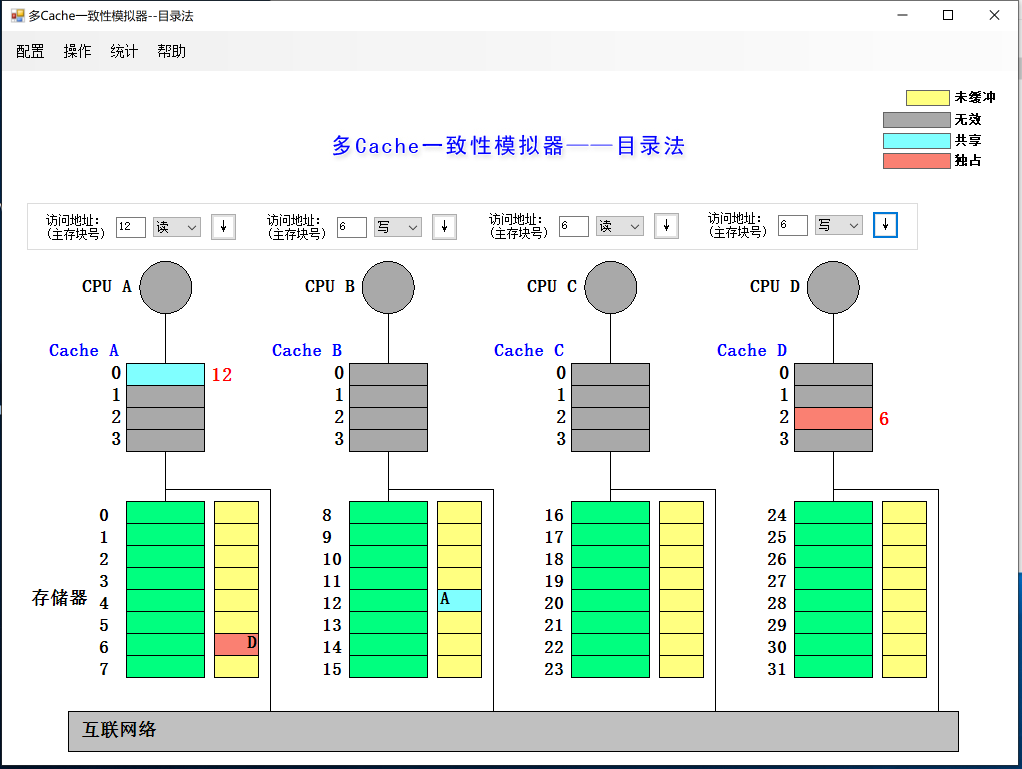 多Cache一致性模拟器--目录法
配置 操作 统计 帮助
未缓冲
无效
共享
独占
多Cache一致性模拟器——目录法
访问地址: (主存块号) 12 读 ↓
访问地址: (主存块号) 6 写 ↓
访问地址: (主存块号) 6 读 ↓
访问地址: (主存块号) 6 写 ↓
CPU A CPU B CPU C CPU D
Cache A Cache B Cache C Cache D
0 12 0 0 0
1 1 1 1
2 2 2 2 6
3 3 3 3
0 8 16 24
1 9 17 25
2 10 18 26
3 11 19 27
存储器 4 12 A 20 28
5 13 21 29
6 D 14 22 30
7 15 23 31
互联网络